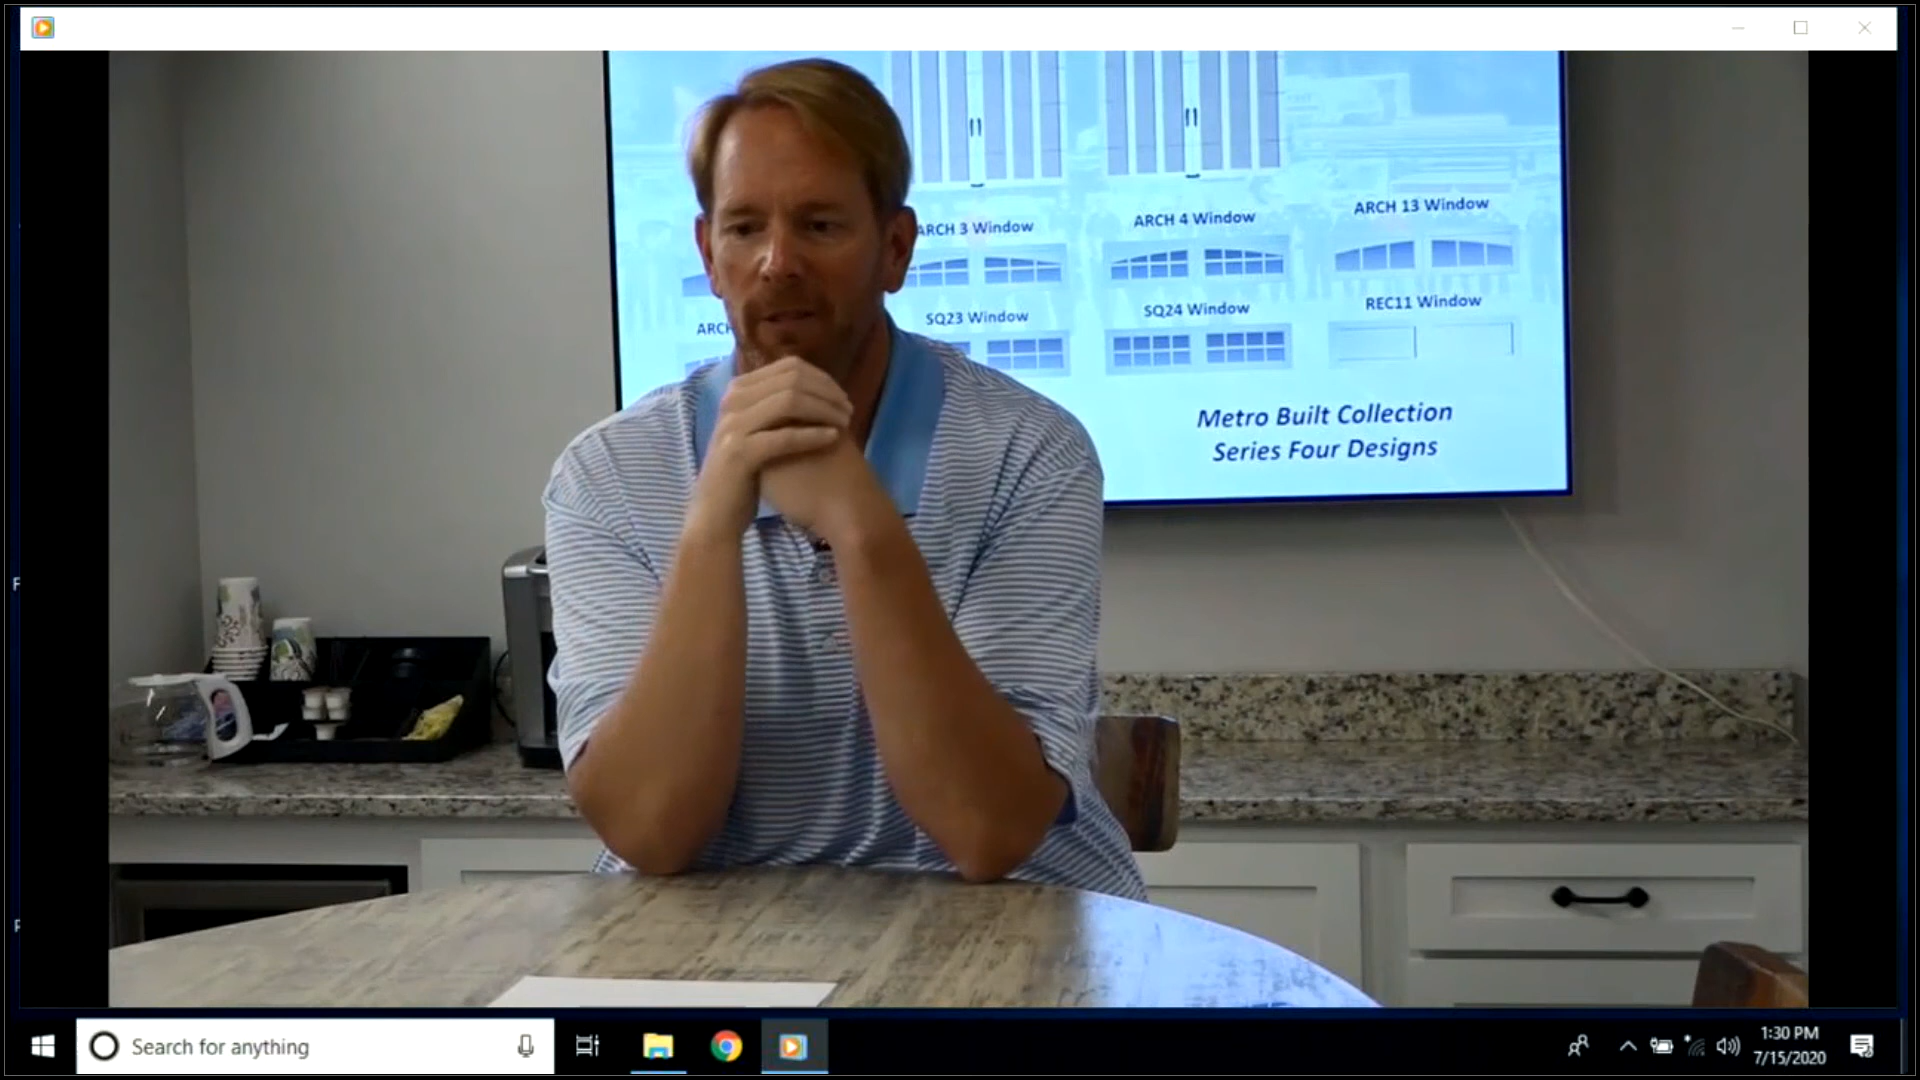 ARCH 3 Window
ARCH 4 Window
ARCH 13 Window
ARCH
SQ23 Window
SQ24 Window
REC11 Window
Metro Built Collection
Series Four Designs
F
Search for anything
1:30 PM
7/15/2020